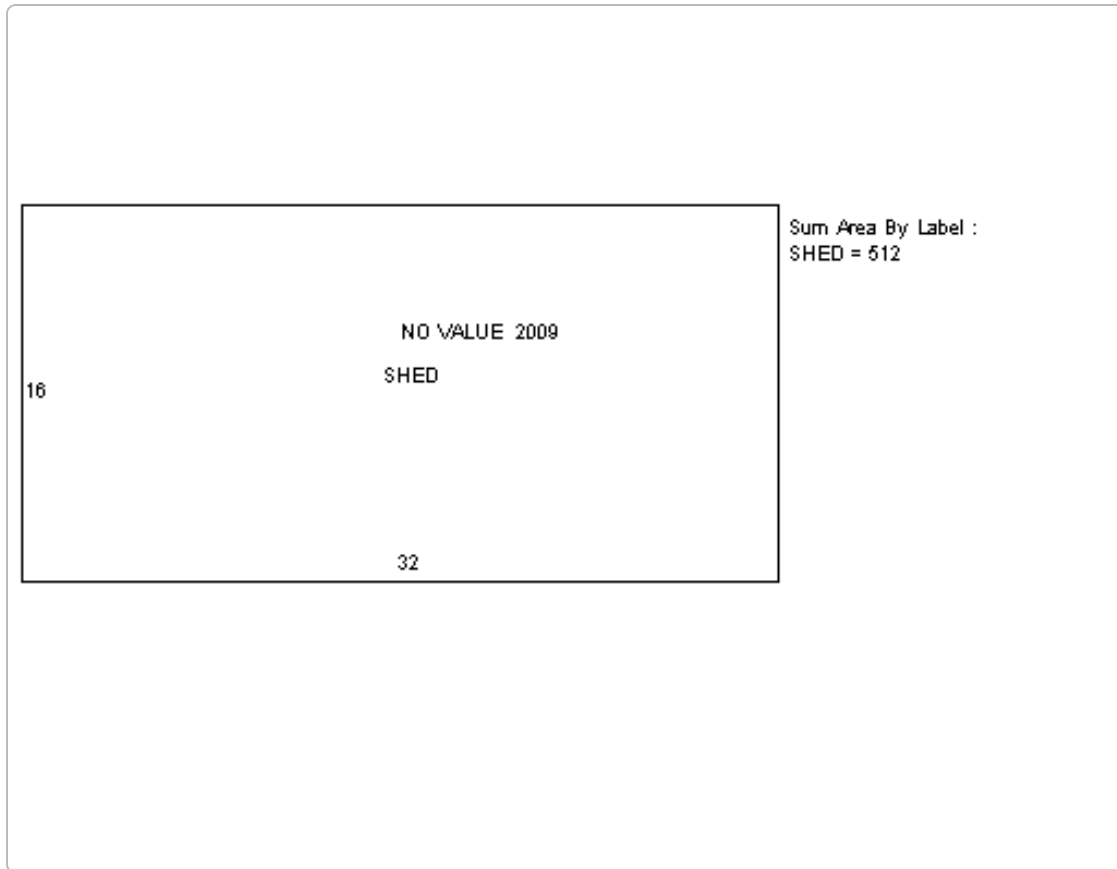 Sum Area By Label :
SHED = 512
NO VALUE 2009
SHED
16
32